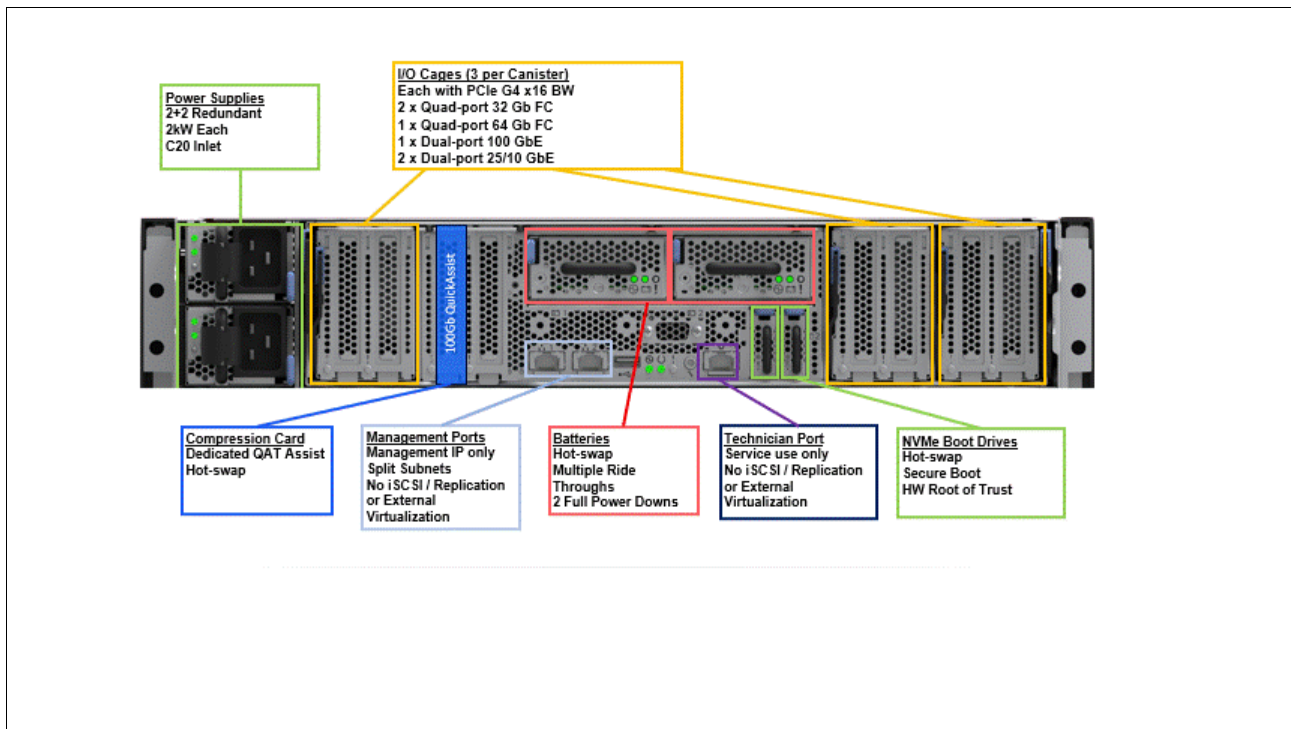 I/O Cages (3 per Canister)
Each with PCIe G4 x16 BW
2 x Quad-port 32 Gb FC
1 x Quad-port 64 Gb FC
1 x Dual-port 100 GbE
2 x Dual-port 25/10 GbE
Power Supplies
2+2 Redundant
2kW Each
C20 Inlet
100Gb QuickAssist
Compression Card
Dedicated QAT Assist
Hot-swap
Management Ports
Management IP only
Split Subnets
No iSCSI / Replication
or External
Virtualization
Batteries
Hot-swap
Multiple Ride
Throughs
2 Full Power Downs
Technician Port
Service use only
No iSCSI / Replication
or External
Virtualization
NVMe Boot Drives
Hot-swap
Secure Boot
HW Root of Trust